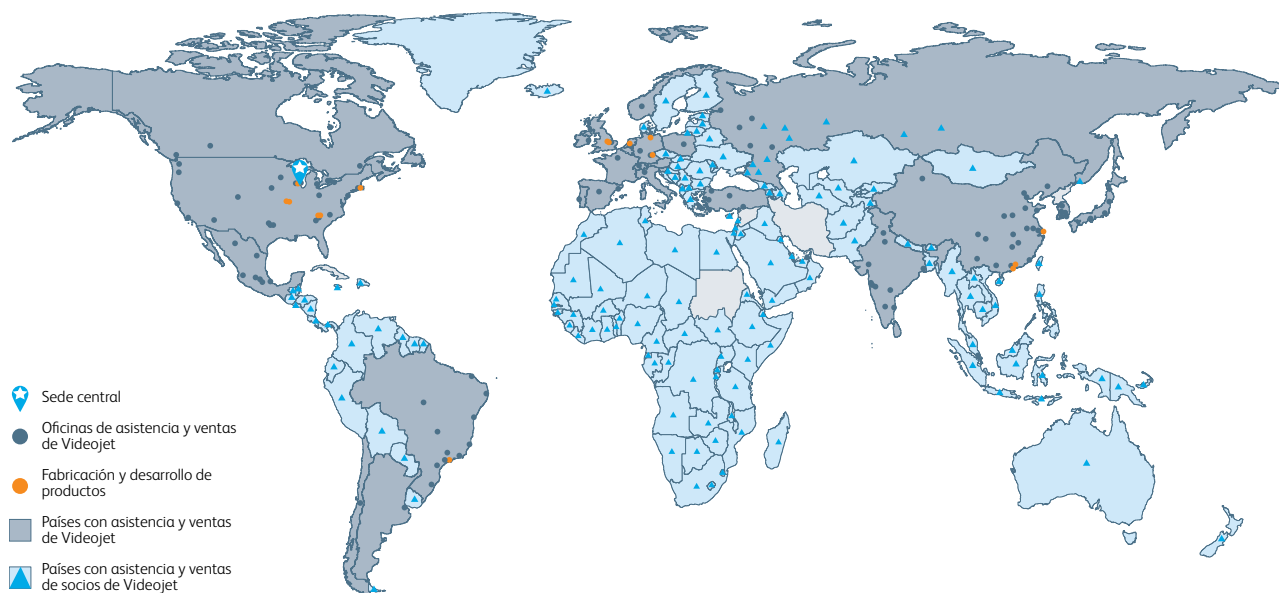 Sede central
Oficinas de asistencia y ventas
de Videojet
Fabricación y desarrollo de
productos
Países con asistencia y ventas
de Videojet
Países con asistencia y ventas
de socios de Videojet